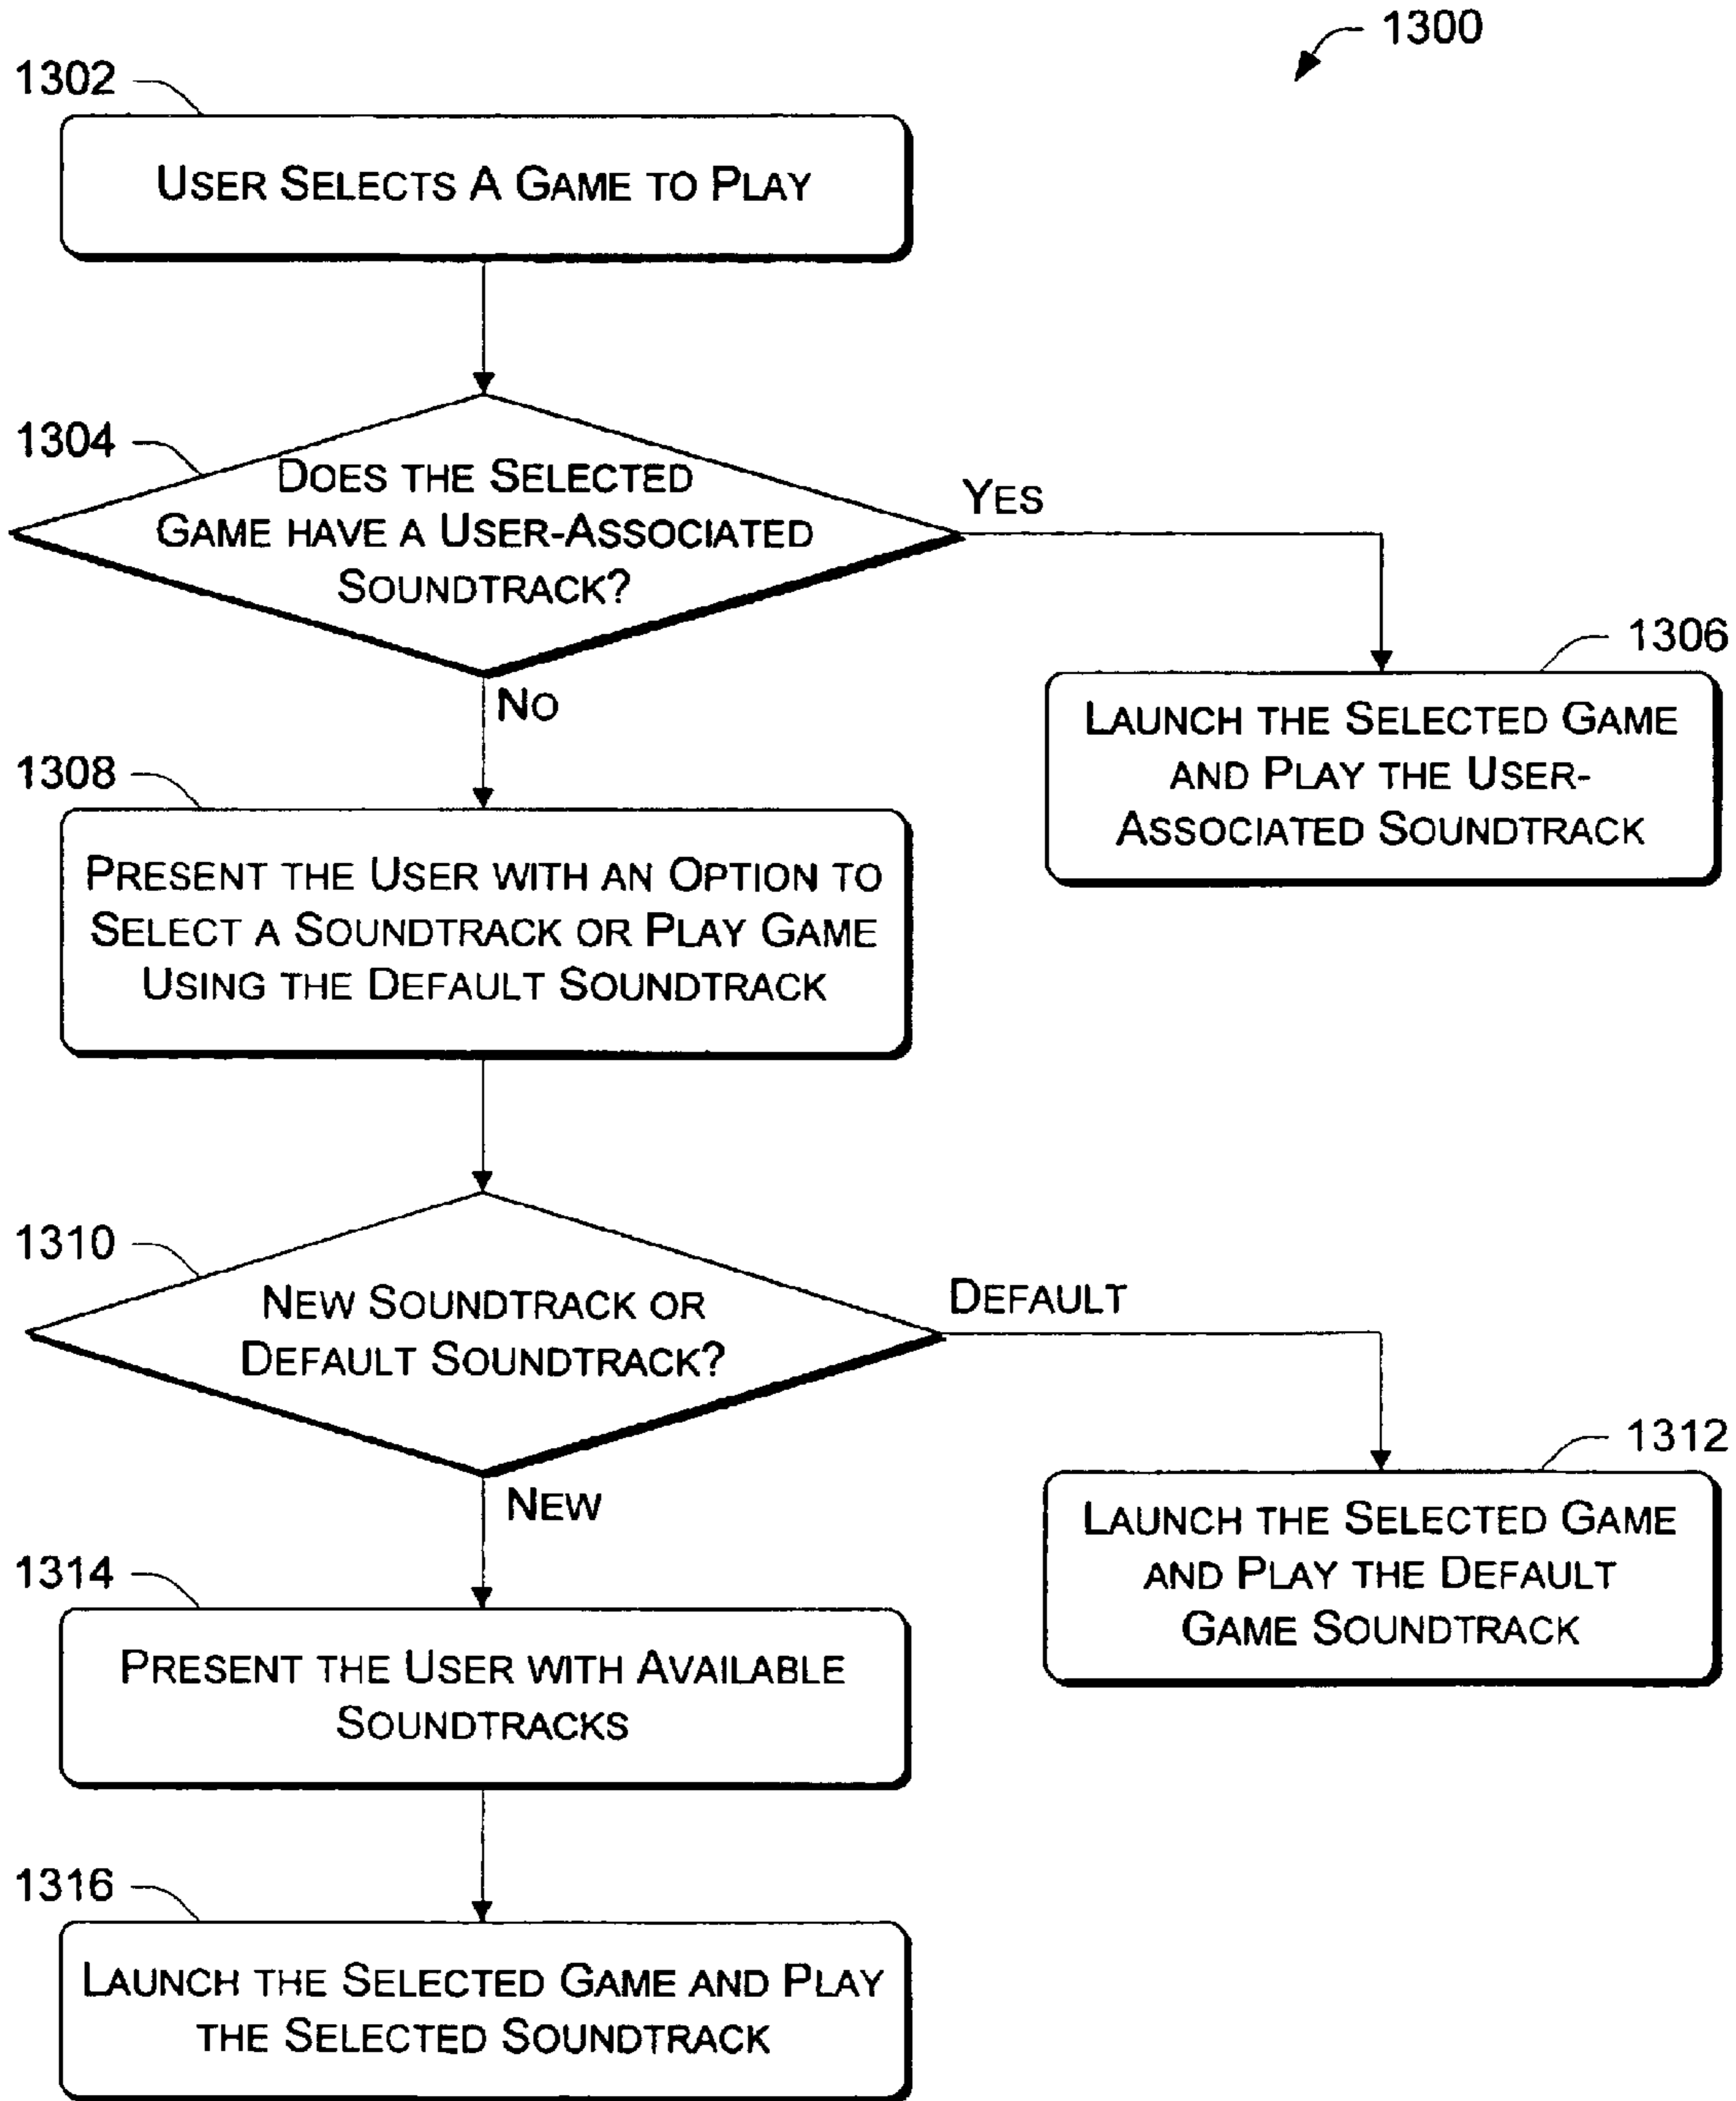 1300
1302
USER SELECTS A GAME TO PLAY
1304
DOES THE SELECTED
GAME HAVE A USER-ASSOCIATED
SOUNDTRACK?
YES
NO
1306
LAUNCH THE SELECTED GAME
AND PLAY THE USER-
ASSOCIATED SOUNDTRACK
1308
PRESENT THE USER WITH AN OPTION TO
SELECT A SOUNDTRACK OR PLAY GAME
USING THE DEFAULT SOUNDTRACK
1310
NEW SOUNDTRACK OR
DEFAULT SOUNDTRACK?
DEFAULT
NEW
1312
LAUNCH THE SELECTED GAME
AND PLAY THE DEFAULT
GAME SOUNDTRACK
1314
PRESENT THE USER WITH AVAILABLE
SOUNDTRACKS
1316
LAUNCH THE SELECTED GAME AND PLAY
THE SELECTED SOUNDTRACK